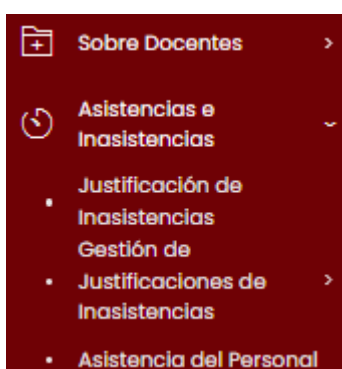 Sobre Docentes
Asistencias e
Inasistencias
Justificación de
Inasistencias
Gestión de
Justificaciones de
Inasistencias
Asistencia del Personal